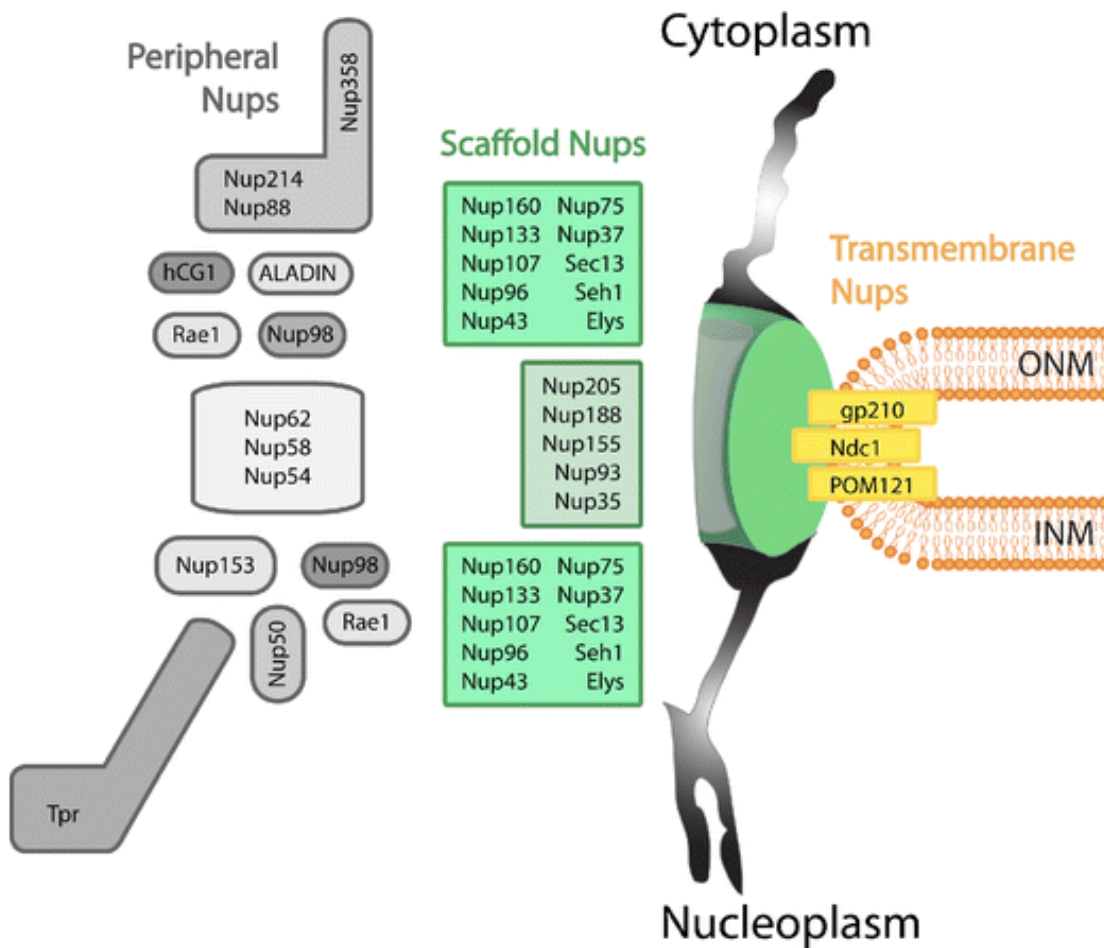 Cytoplasm
Peripheral
Nups
Nup358
Nup214
Nup88
hCG1
ALADIN
Rae1
Nup98
Nup62
Nup58
Nup54
Nup153
Nup98
Nup50
Rae1
Tpr
Scaffold Nups
Nup160 Nup75
Nup133 Nup37
Nup107 Sec13
Nup96 Seh1
Nup43 Elys
Nup205
Nup188
Nup155
Nup93
Nup35
Nup160 Nup75
Nup133 Nup37
Nup107 Sec13
Nup96 Seh1
Nup43 Elys
Transmembrane
Nups
ONM
gp210
Ndc1
POM121
INM
Nucleoplasm